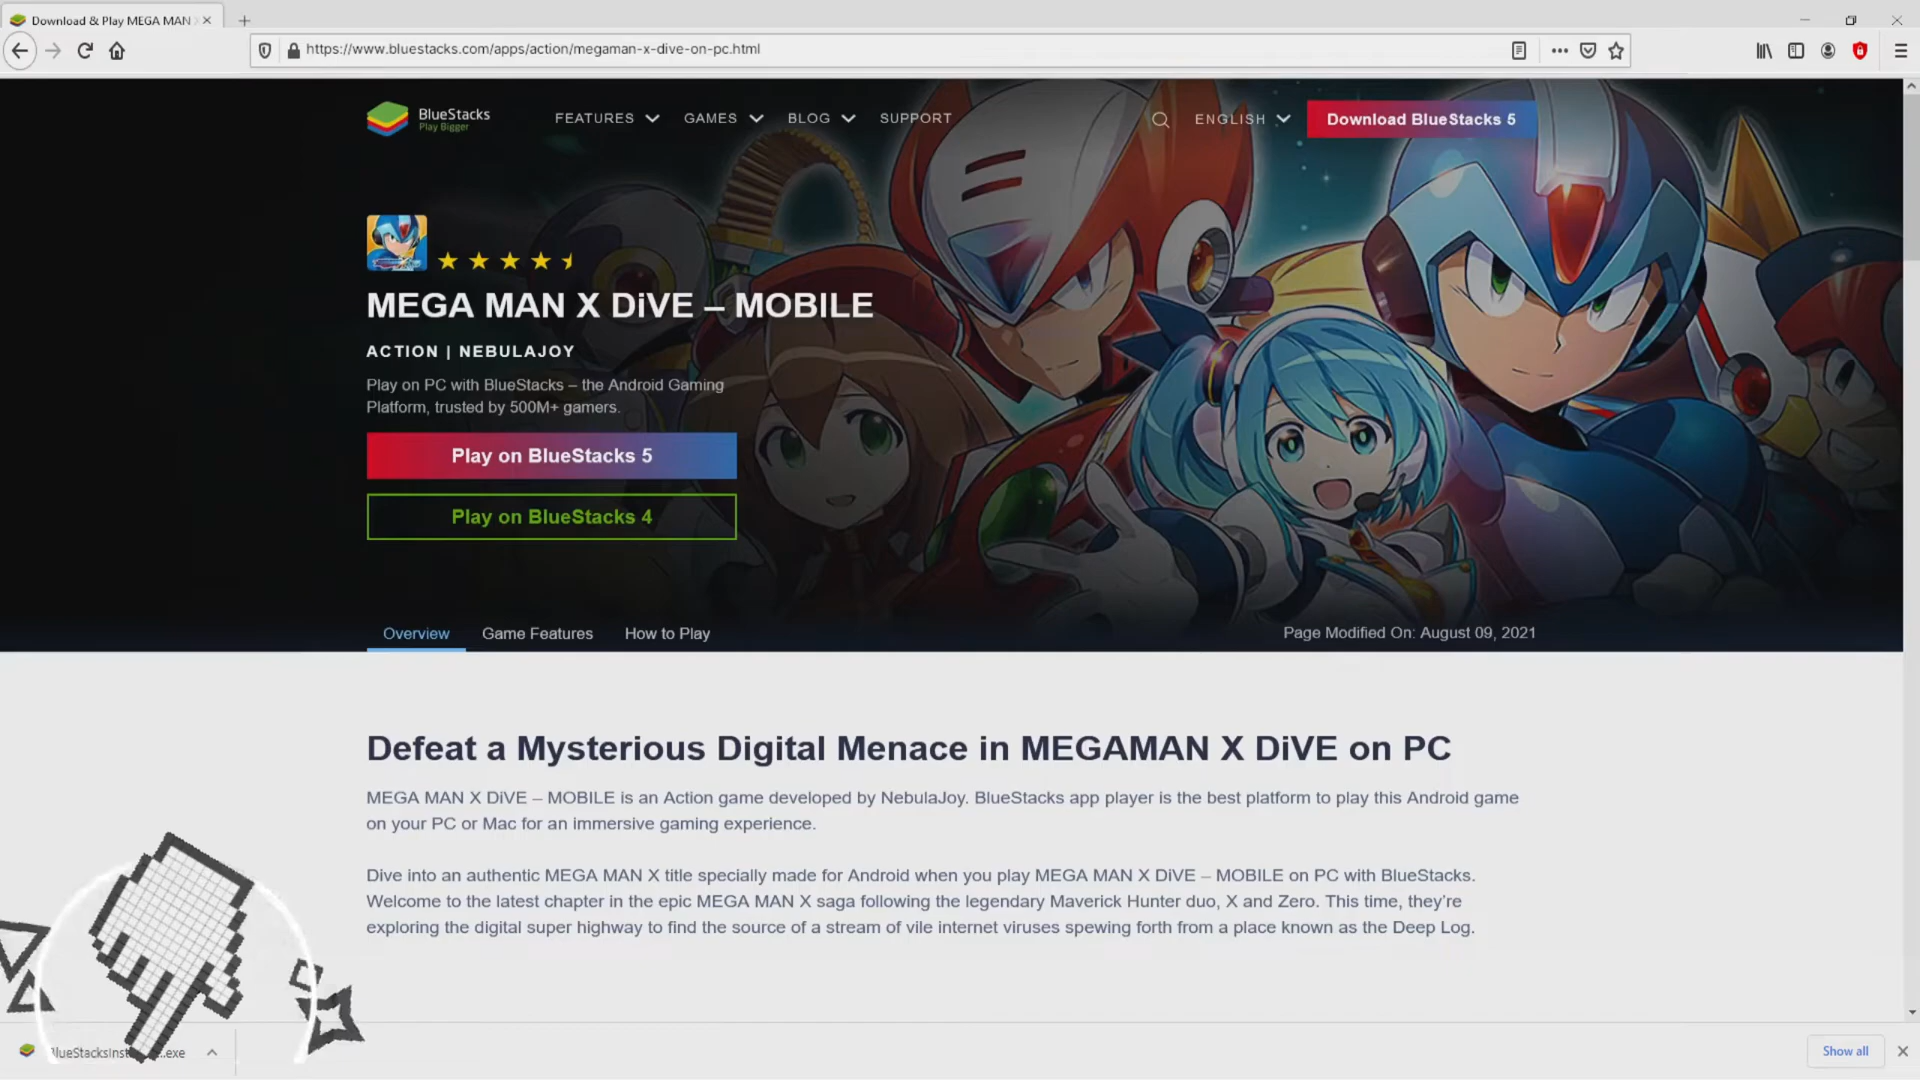 Download & Play MEGA MAN
https://www.bluestacks.com/apps/action/megaman-x-dive-on-pc.html
BlueStacks
Play Bigger
FEATURES GAMES BLOG SUPPORT ENGLISH Download BlueStacks 5
MEGA MAN X DiVE – MOBILE
ACTION | NEBULAJOY
Play on PC with BlueStacks – the Android Gaming
Platform, trusted by 500M+ gamers.
Play on BlueStacks 5
Play on BlueStacks 4
Overview Game Features How to Play Page Modified On: August 09, 2021
Defeat a Mysterious Digital Menace in MEGAMAN X DiVE on PC
MEGA MAN X DiVE – MOBILE is an Action game developed by NebulaJoy. BlueStacks app player is the best platform to play this Android game
on your PC or Mac for an immersive gaming experience.
Dive into an authentic MEGA MAN X title specially made for Android when you play MEGA MAN X DiVE – MOBILE on PC with BlueStacks.
Welcome to the latest chapter in the epic MEGA MAN X saga following the legendary Maverick Hunter duo, X and Zero. This time, they're
exploring the digital super highway to find the source of a stream of vile internet viruses spewing forth from a place known as the Deep Log.
Show all